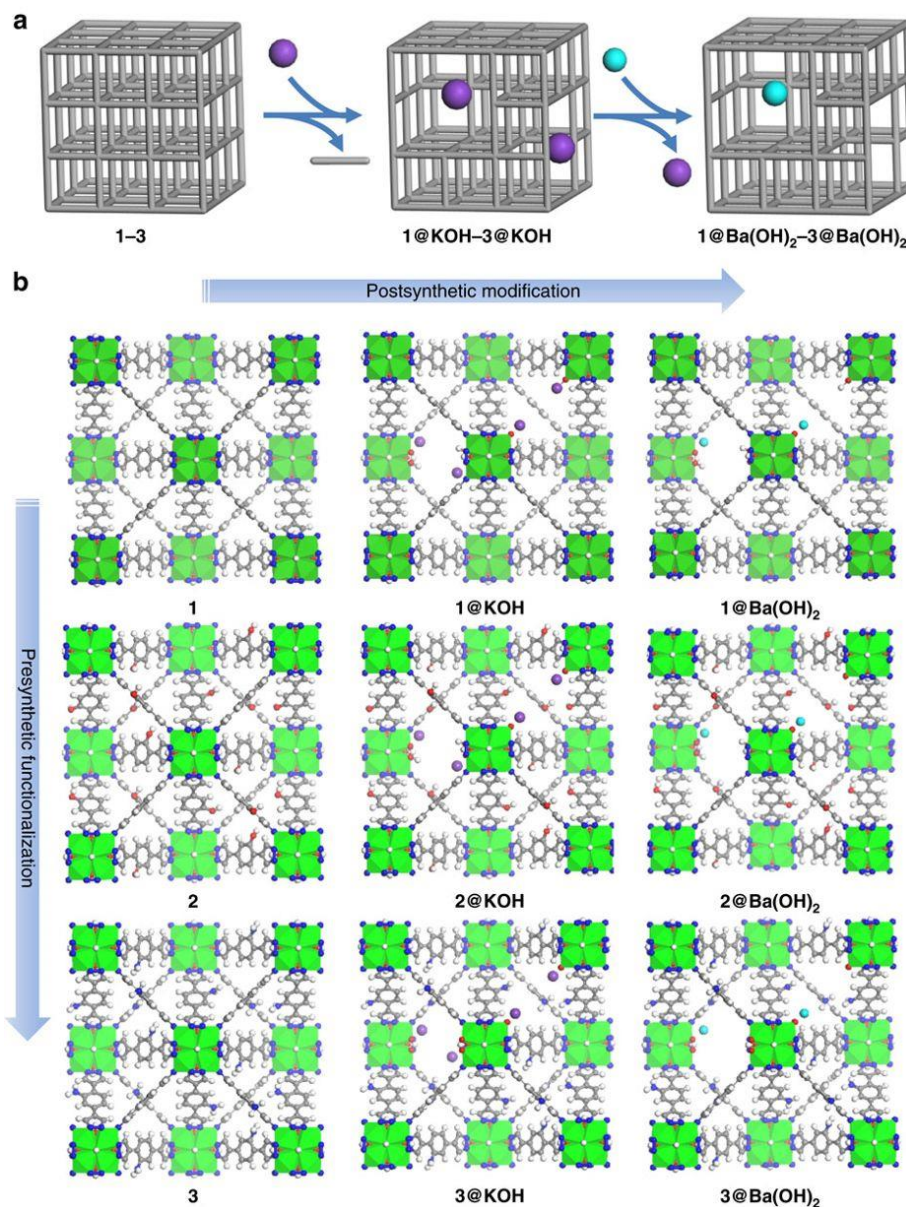 a
1–3
1@KOH–3@KOH
1@Ba(OH)₂–3@Ba(OH)₂
b
Postsynthetic modification
Presynthetic functionalization
1
1@KOH
1@Ba(OH)₂
2
2@KOH
2@Ba(OH)₂
3
3@KOH
3@Ba(OH)₂